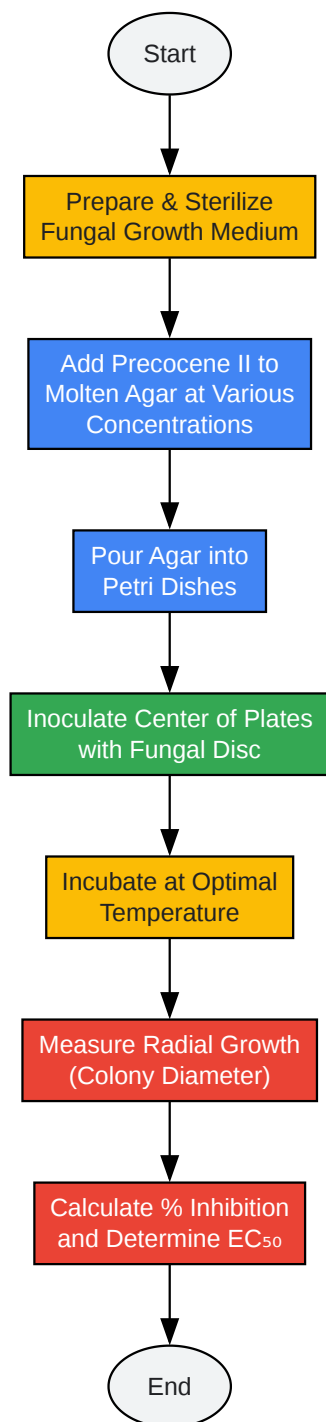 Start
Prepare & Sterilize
Fungal Growth Medium
Add Precocene II to
Molten Agar at Various
Concentrations
Pour Agar into
Petri Dishes
Inoculate Center of Plates
with Fungal Disc
Incubate at Optimal
Temperature
Measure Radial Growth
(Colony Diameter)
Calculate % Inhibition
and Determine EC₅₀
End